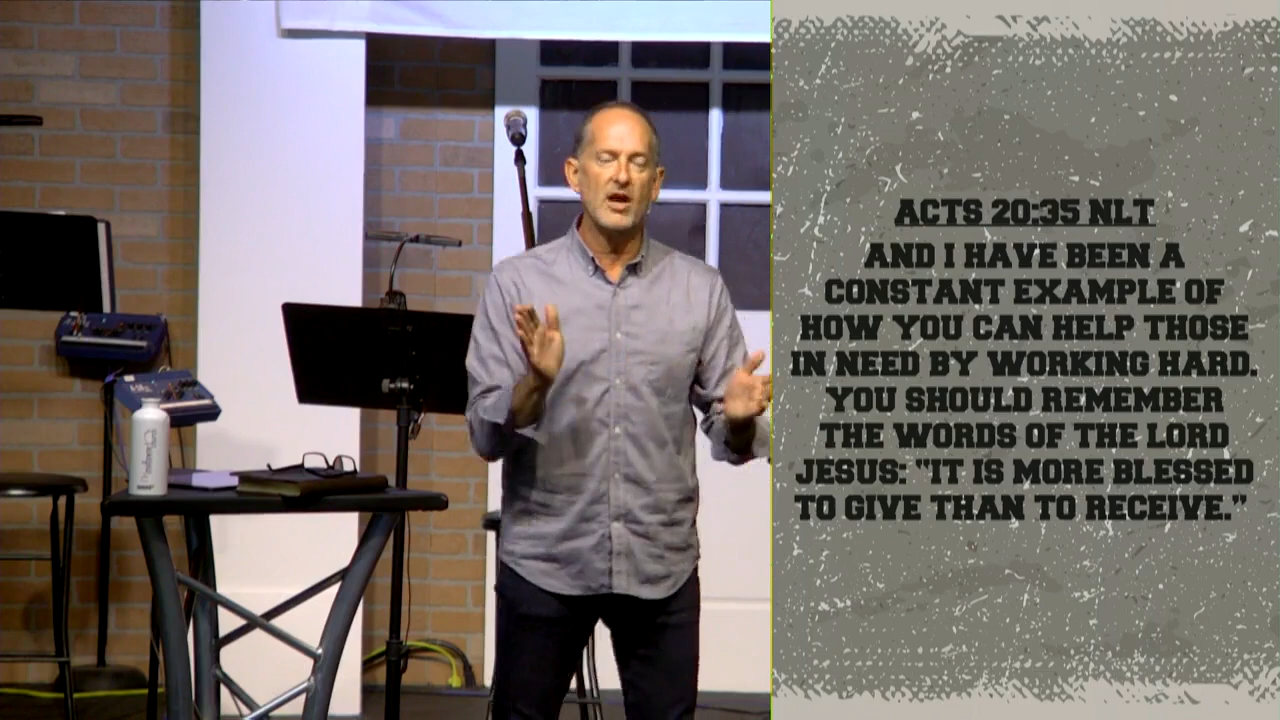 ACTS 20:35 NLT
AND I HAVE BEEN A
CONSTANT EXAMPLE OF
HOW YOU CAN HELP THOSE
IN NEED BY WORKING HARD.
YOU SHOULD REMEMBER
THE WORDS OF THE LORD
JESUS: "IT IS MORE BLESSED
TO GIVE THAN TO RECEIVE."